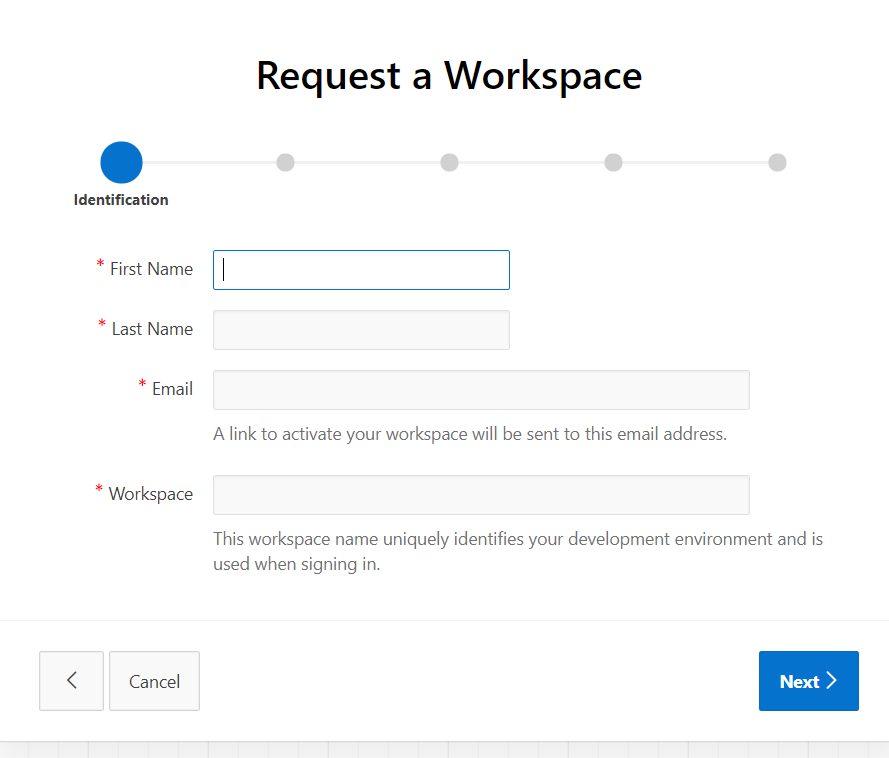 Request a Workspace
Identification
* First Name
* Last Name
* Email
A link to activate your workspace will be sent to this email address.
* Workspace
This workspace name uniquely identifies your development environment and is
used when signing in.
Cancel
Next